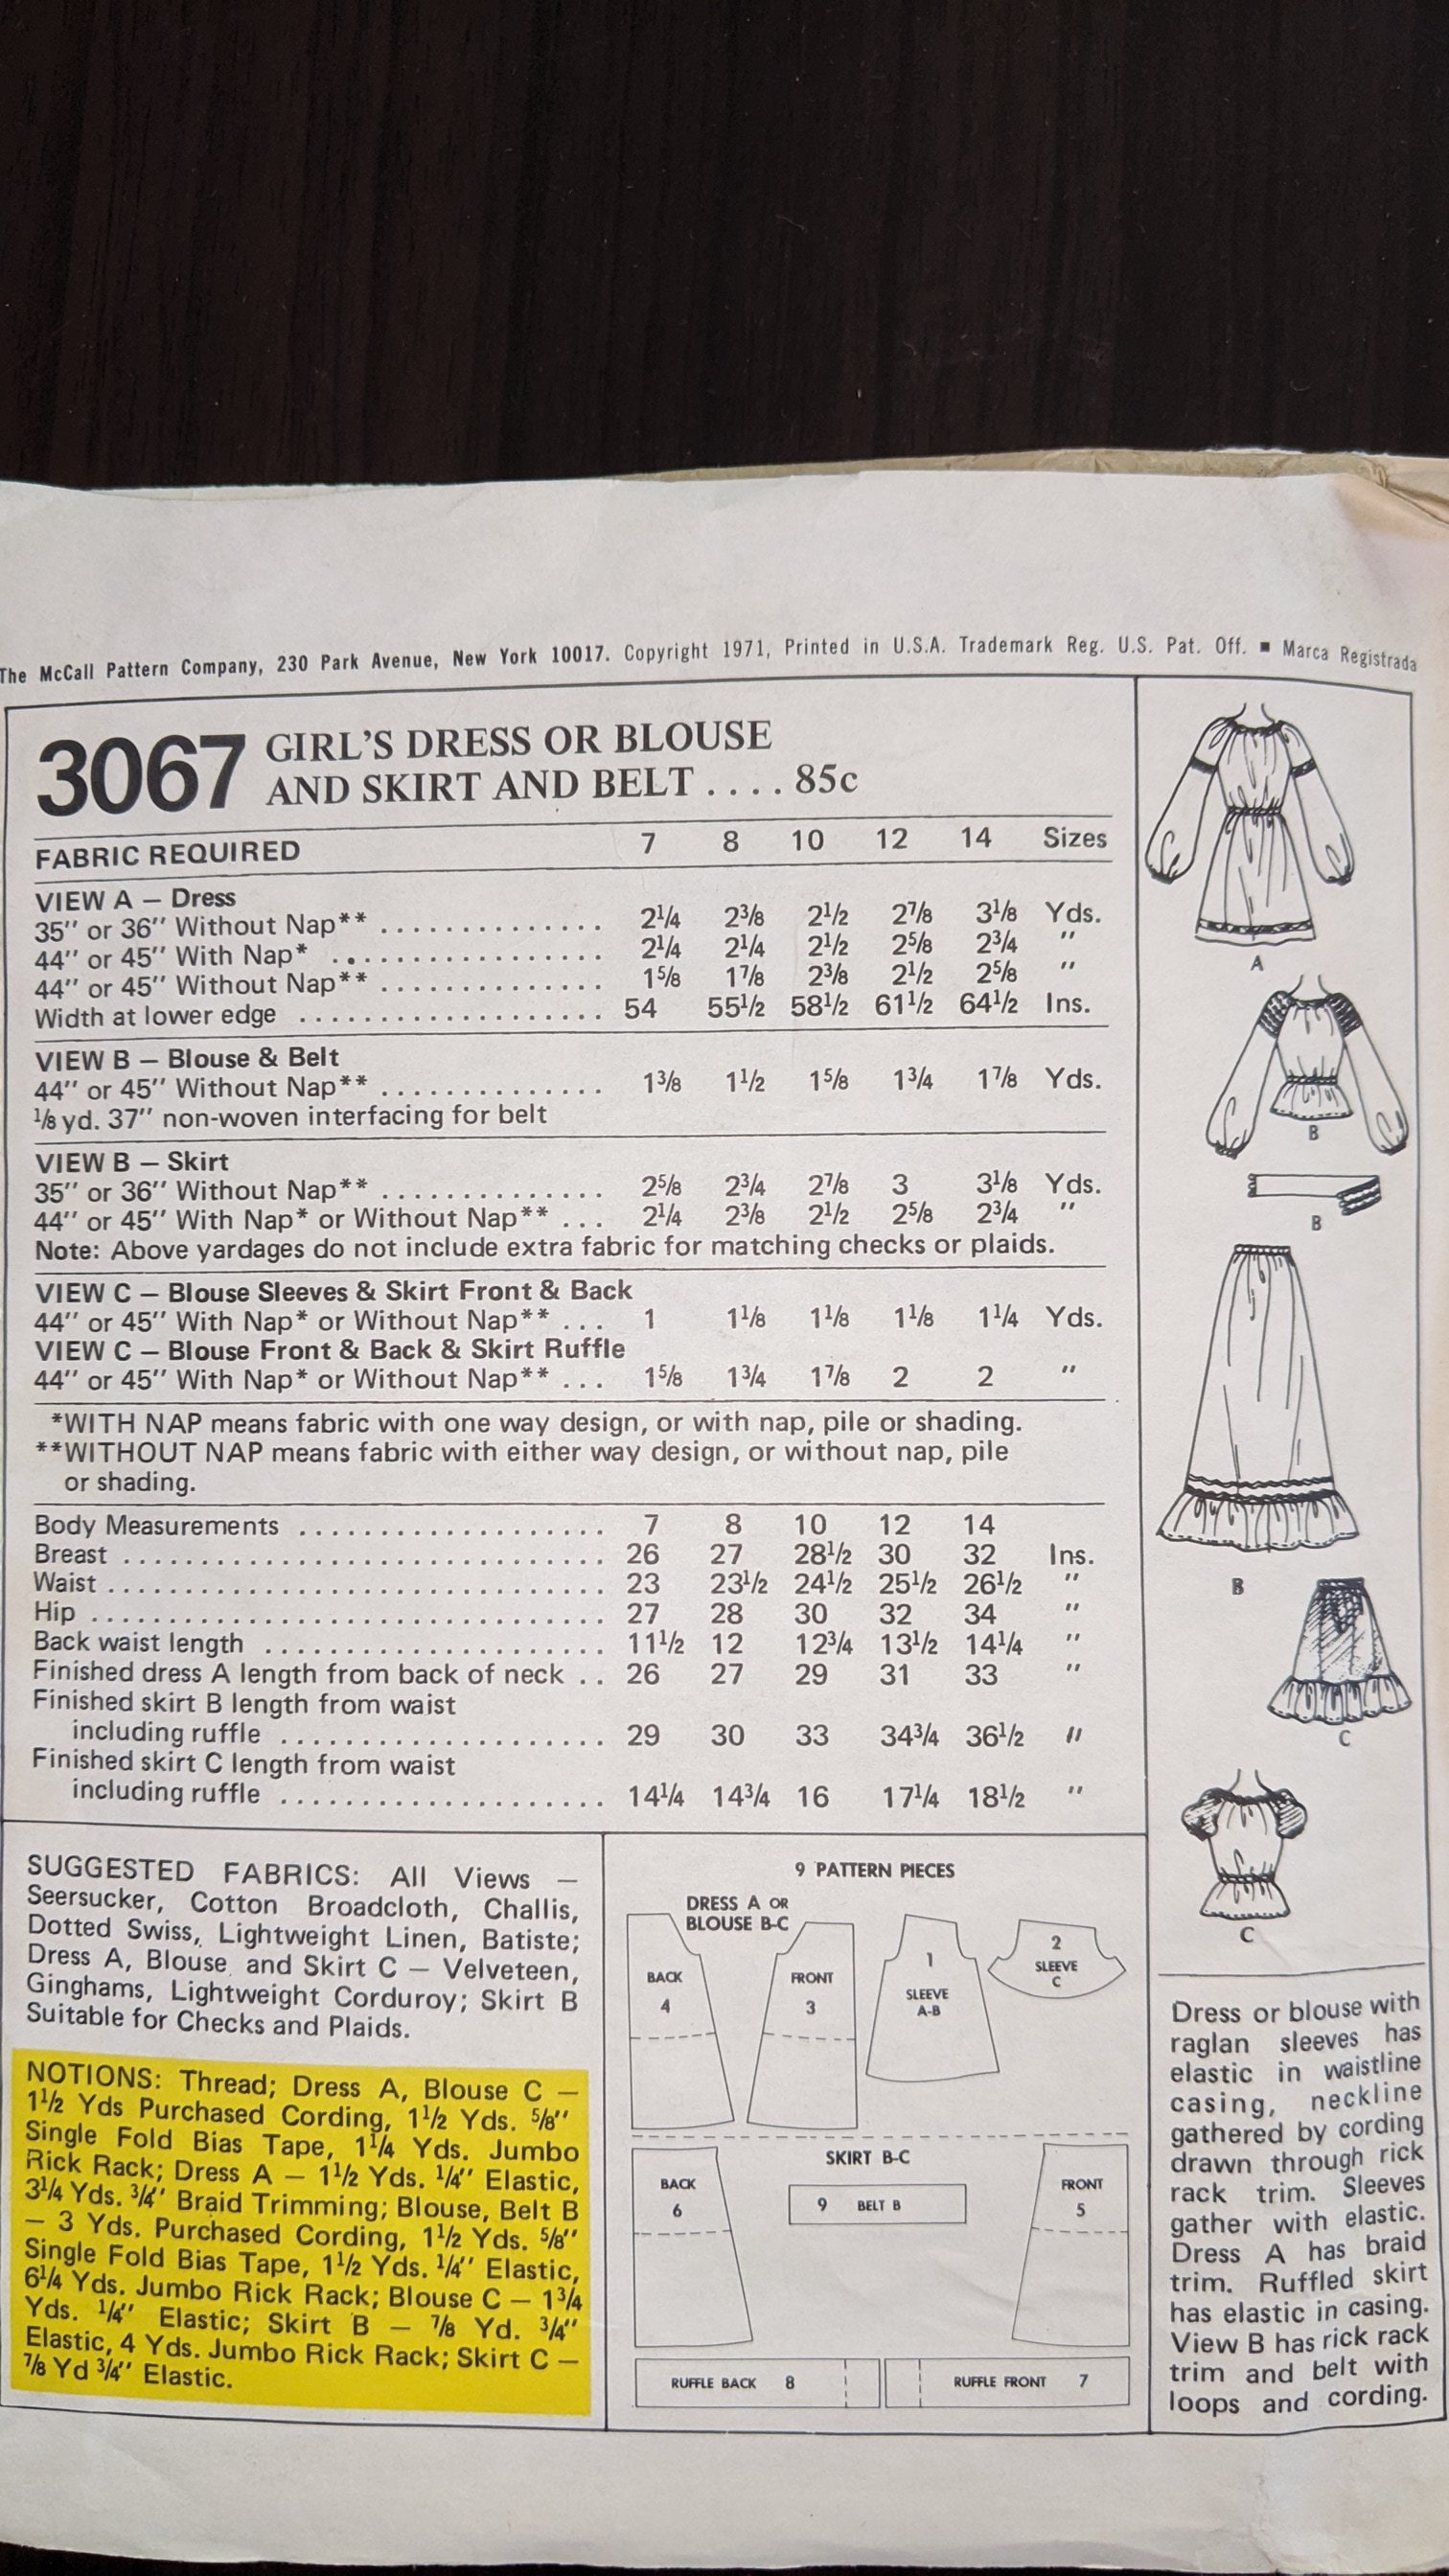 The McCall Pattern Company, 230 Park Avenue, New York 10017. Copyright 1971, Printed in U.S.A. Trademark Reg. U.S. Pat. Off. ■ Marca Registrada
3067 GIRL'S DRESS OR BLOUSE
AND SKIRT AND BELT .... 85c
FABRIC REQUIRED 7 8 10 12 14 Sizes
VIEW A — Dress
35" or 36" Without Nap** .............. 2¼ 2⅜ 2½ 2⅞ 3⅛ Yds.
44" or 45" With Nap* ................. 2¼ 2¼ 2½ 2⅝ 2¾ "
44" or 45" Without Nap** .............. 1⅝ 1⅞ 2⅜ 2½ 2⅝ "
Width at lower edge ................... 54 55½ 58½ 61½ 64½ Ins.
VIEW B — Blouse & Belt
44" or 45" Without Nap** .............. 1⅜ 1½ 1⅝ 1¾ 1⅞ Yds.
⅛ yd. 37" non-woven interfacing for belt
VIEW B — Skirt
35" or 36" Without Nap** .............. 2⅝ 2¾ 2⅞ 3 3⅛ Yds.
44" or 45" With Nap* or Without Nap** ... 2¼ 2⅜ 2½ 2⅝ 2¾ "
Note: Above yardages do not include extra fabric for matching checks or plaids.
VIEW C — Blouse Sleeves & Skirt Front & Back
44" or 45" With Nap* or Without Nap** ... 1 1⅛ 1⅛ 1⅛ 1¼ Yds.
VIEW C — Blouse Front & Back & Skirt Ruffle
44" or 45" With Nap* or Without Nap** ... 1⅝ 1¾ 1⅞ 2 2 "
*WITH NAP means fabric with one way design, or with nap, pile or shading.
**WITHOUT NAP means fabric with either way design, or without nap, pile
or shading.
Body Measurements ................... 7 8 10 12 14
Breast .............................. 26 27 28½ 30 32 Ins.
Waist ............................... 23 23½ 24½ 25½ 26½ "
Hip ................................ 27 28 30 32 34 "
Back waist length ..................... 11½ 12 12¾ 13½ 14¼ "
Finished dress A length from back of neck .. 26 27 29 31 33 "
Finished skirt B length from waist
including ruffle .................... 29 30 33 34¾ 36½ "
Finished skirt C length from waist
including ruffle .................... 14¼ 14¾ 16 17¼ 18½ "
SUGGESTED FABRICS: All Views —
Seersucker, Cotton Broadcloth, Challis,
Dotted Swiss, Lightweight Linen, Batiste;
Dress A, Blouse and Skirt C — Velveteen,
Ginghams, Lightweight Corduroy; Skirt B
Suitable for Checks and Plaids.
NOTIONS: Thread; Dress A, Blouse C —
1½ Yds Purchased Cording, 1½ Yds. ⅝"
Single Fold Bias Tape, 1¼ Yds. Jumbo
Rick Rack; Dress A — 1½ Yds. ¼" Elastic,
3¼ Yds. ¾' Braid Trimming; Blouse, Belt B
— 3 Yds. Purchased Cording, 1½ Yds. ⅝"
Single Fold Bias Tape, 1½ Yds. ¼" Elastic,
6¼ Yds. Jumbo Rick Rack; Blouse C — 1¾
Yds. ¼" Elastic; Skirt B — ⅞ Yd. ¾"
Elastic, 4 Yds. Jumbo Rick Rack; Skirt C —
⅞ Yd ¾" Elastic.
9 PATTERN PIECES
DRESS A OR
BLOUSE B-C
BACK
4
FRONT
3
1
SLEEVE
A-B
2
SLEEVE
C
SKIRT B-C
BACK
6
9 BELT B
FRONT
5
RUFFLE BACK 8
RUFFLE FRONT 7
A
B
B
B
C
C
Dress or blouse with
raglan sleeves has
elastic in waistline
casing, neckline
gathered by cording
drawn through rick
rack trim. Sleeves
gather with elastic.
Dress A has braid
trim. Ruffled skirt
has elastic in casing.
View B has rick rack
trim and belt with
loops and cording.